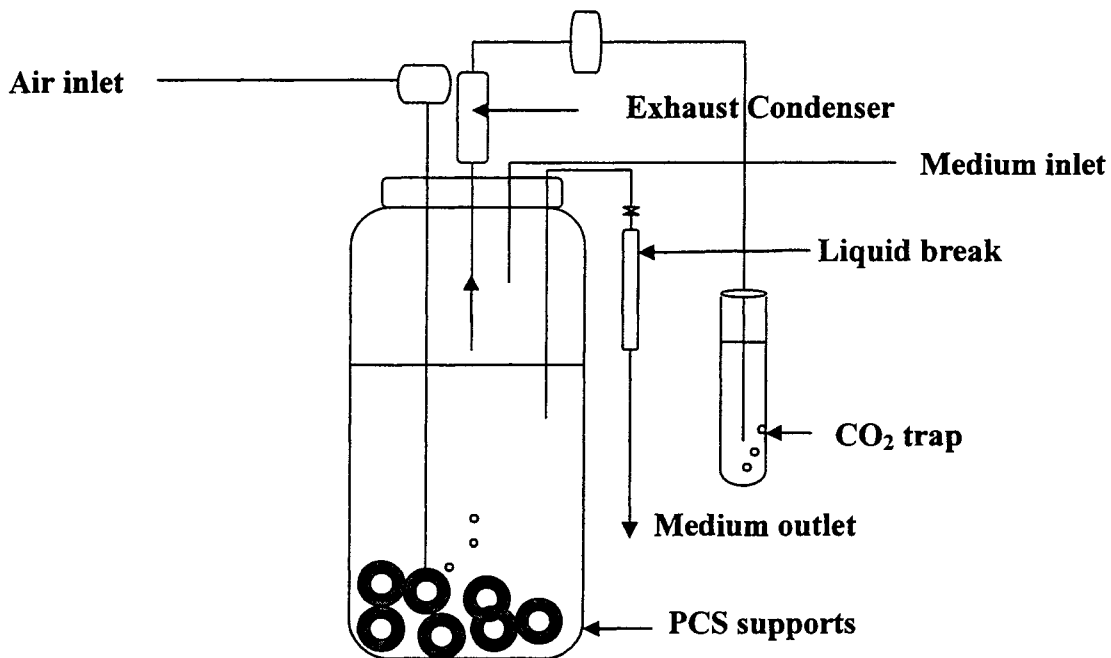 Air inlet
Exhaust Condenser
Medium inlet
Liquid break
CO₂ trap
Medium outlet
PCS supports